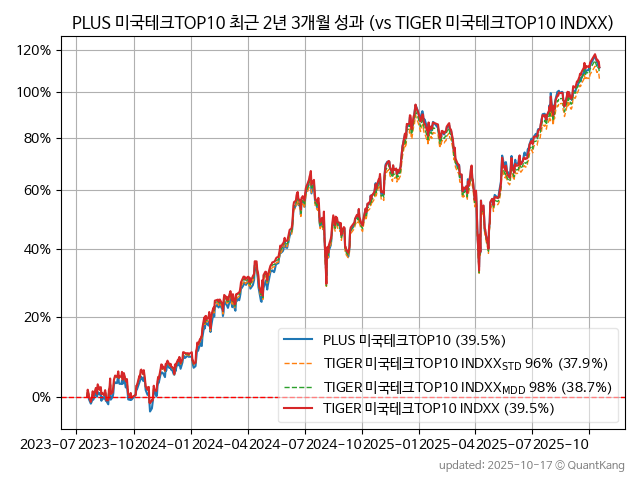 PLUS 미국테크TOP10 최근 2년 3개월 성과 (vs TIGER 미국테크TOP10 INDXX)
120%
100%
80%
60%
40%
20%
0%
PLUS 미국테크TOP10 (39.5%)
TIGER 미국테크TOP10 INDXXSTD 96% (37.9%)
TIGER 미국테크TOP10 INDXXMDD 98% (38.7%)
TIGER 미국테크TOP10 INDXX (39.5%)
2023-07 2023-10 2024-01 2024-04 2024-07 2024-10 2025-01 2025-04 2025-07 2025-10
updated: 2025-10-17 © QuantKang